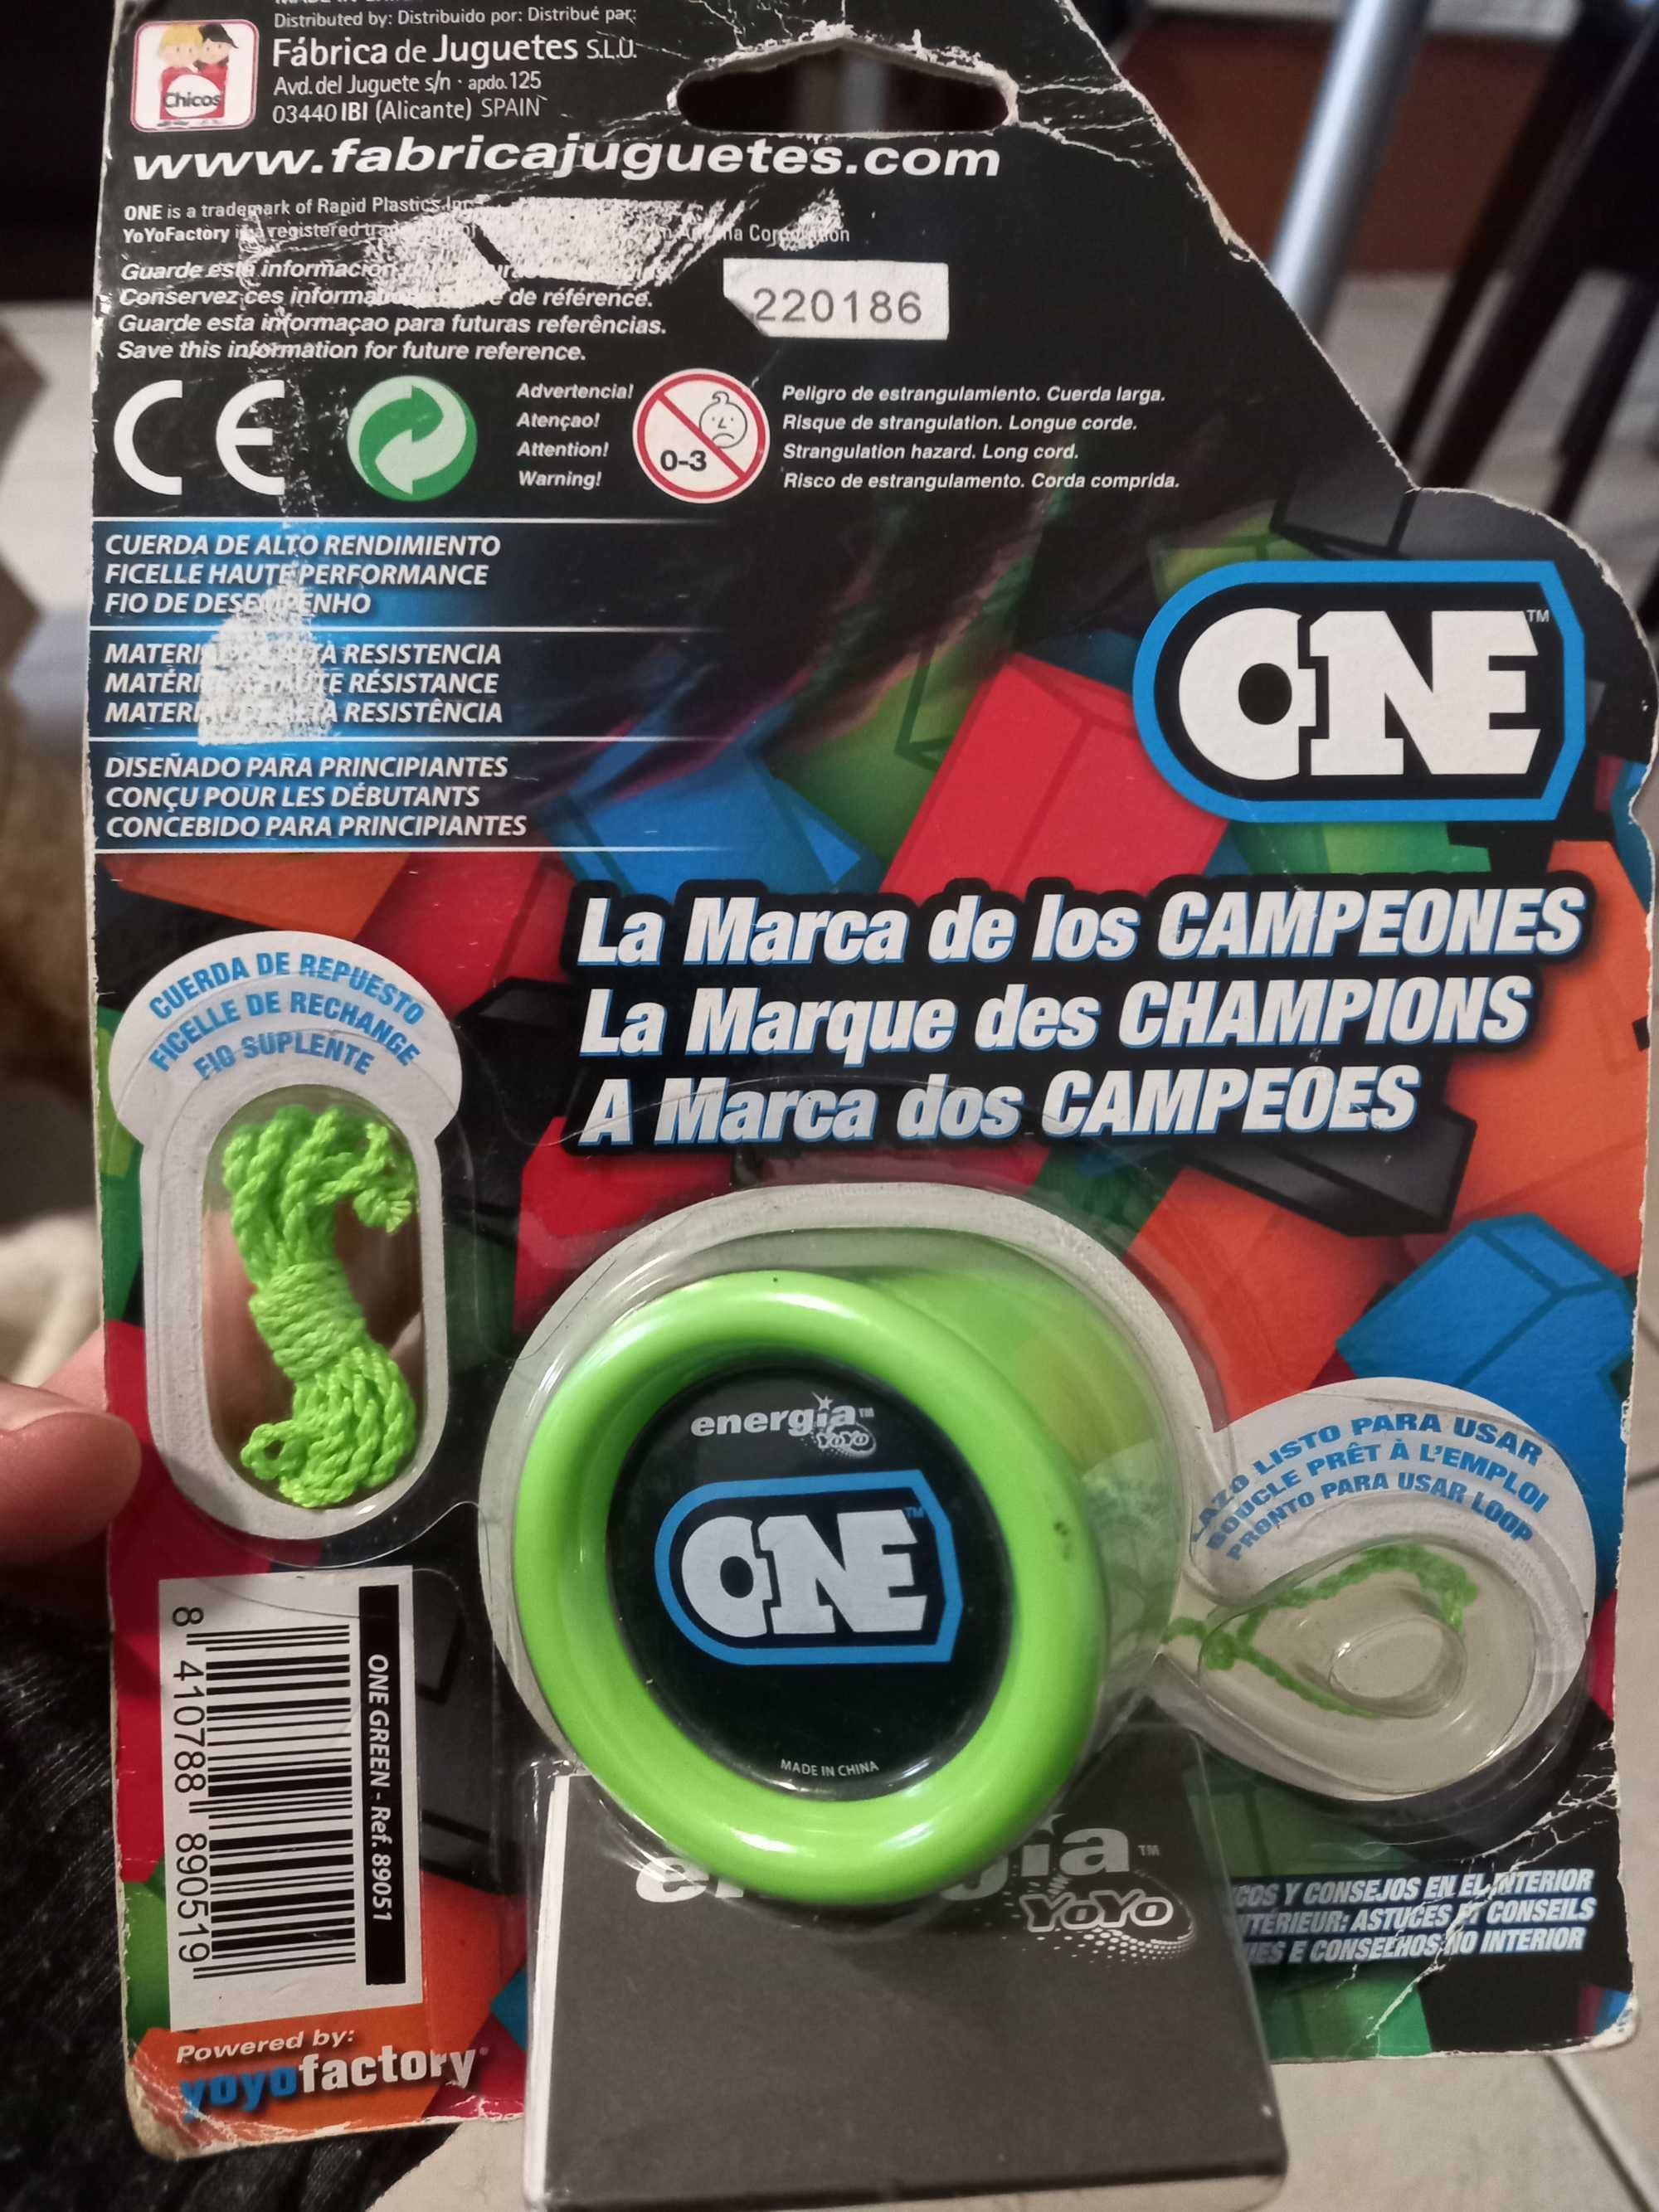 Distributed by: Distribuido por: Distribué par:
Chicos
Fábrica de Juguetes S.L.U.
Avd. del Juguete s/n · apdo. 125
03440 IBI (Alicante) SPAIN
www.fabricajuguetes.com
ONE is a trademark of Rapid Plastics Inc
YoYoFactory is a registered
Guarde esta información
Conservez ces de référence.
Guarde esta informaçao para futuras referências.
Save this information for future reference.
220186
CE
Advertencia!
Atençao!
Attention!
Warning!
0-3
Peligro de estrangulamiento. Cuerda larga.
Risque de strangulation. Longue corde.
Strangulation hazard. Long cord.
Risco de estrangulamento. Corda comprida.
CUERDA DE ALTO RENDIMIENTO
FICELLE HAUTE PERFORMANCE
FIO DE DESEMPENHO
RESISTENCIA
RÉSISTANCE
RESISTÊNCIA
DISEÑADO PARA PRINCIPIANTES
CONÇU POUR LES DÉBUTANTS
CONCEBIDO PARA PRINCIPIANTES
ONE™
La Marca de los CAMPEONES
La Marque des CHAMPIONS
A Marca dos CAMPEOES
CUERDA DE REPUESTO
FICELLE DE RECHANGE
FIO SUPLENTE
energía™
YoYo
ONE™
MADE IN CHINA
LAZO LISTO PARA USAR
BOUCLE PRÊT À L'EMPLOI
PRONTO PARA USAR LOOP
ONE GREEN - Ref. 89051
8 410788 890519
™
YoYo
Y CONSEJOS EN EL INTERIOR
ASTUCES ET CONSEILS
E CONSELHOS NO INTERIOR
Powered by:
yoyofactory